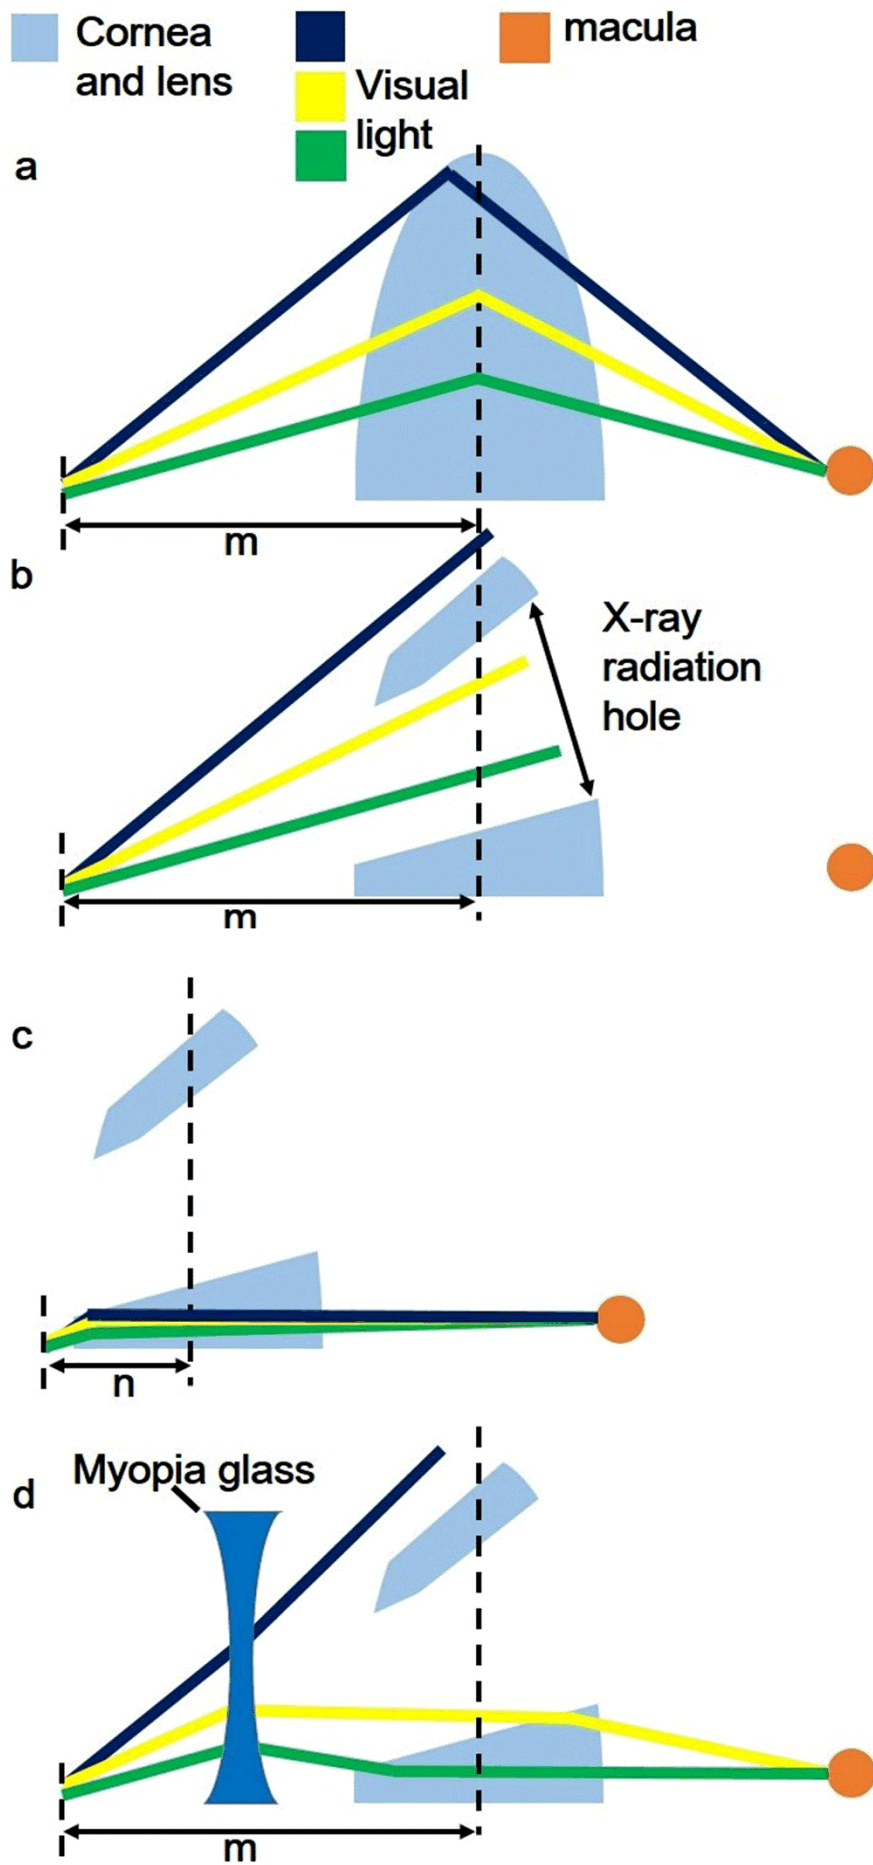 Cornea
and lens
Visual
light
macula
a
m
b
X-ray
radiation
hole
m
c
n
Myopia glass
d
m